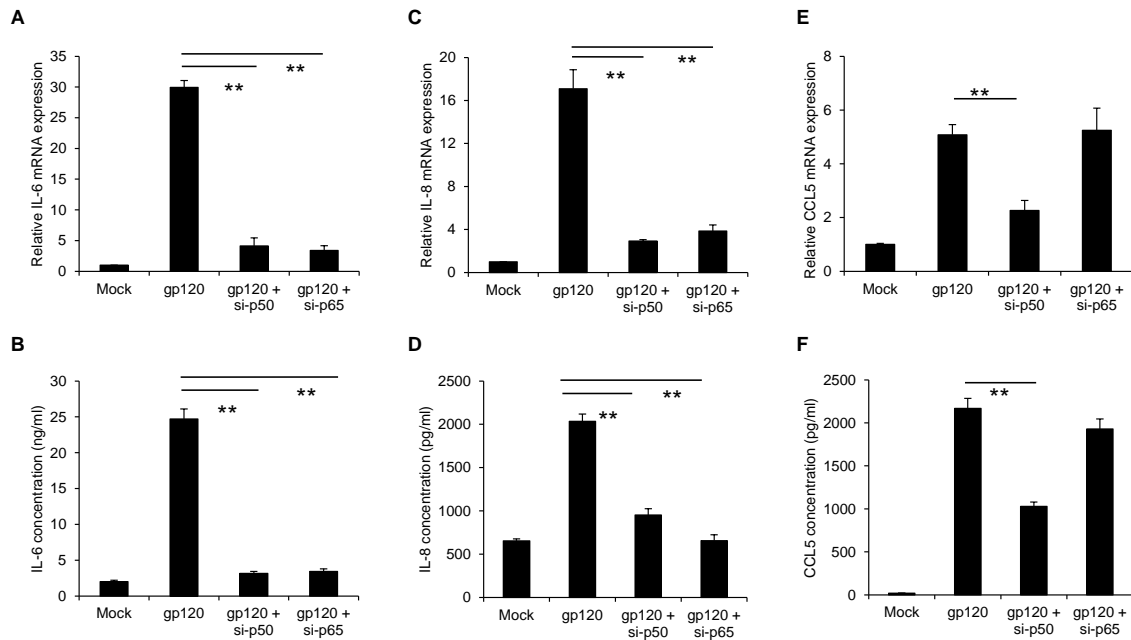 A
Relative IL-6 mRNA expression
35
30
25
20
15
10
5
0
**
**
Mock
gp120
gp120 +
si-p50
gp120 +
si-p65
C
Relative IL-8 mRNA expression
20
16
12
8
4
0
**
**
Mock
gp120
gp120 +
si-p50
gp120 +
si-p65
E
Relative CCL5 mRNA expression
8
6
4
2
0
**
Mock
gp120
gp120 +
si-p50
gp120 +
si-p65
B
IL-6 concentration (ng/ml)
30
25
20
15
10
5
0
**
**
Mock
gp120
gp120 +
si-p50
gp120 +
si-p65
D
IL-8 concentration (pg/ml)
2500
2000
1500
1000
500
0
**
**
Mock
gp120
gp120 +
si-p50
gp120 +
si-p65
F
CCL5 concentration (pg/ml)
2500
2000
1500
1000
500
0
**
Mock
gp120
gp120 +
si-p50
gp120 +
si-p65